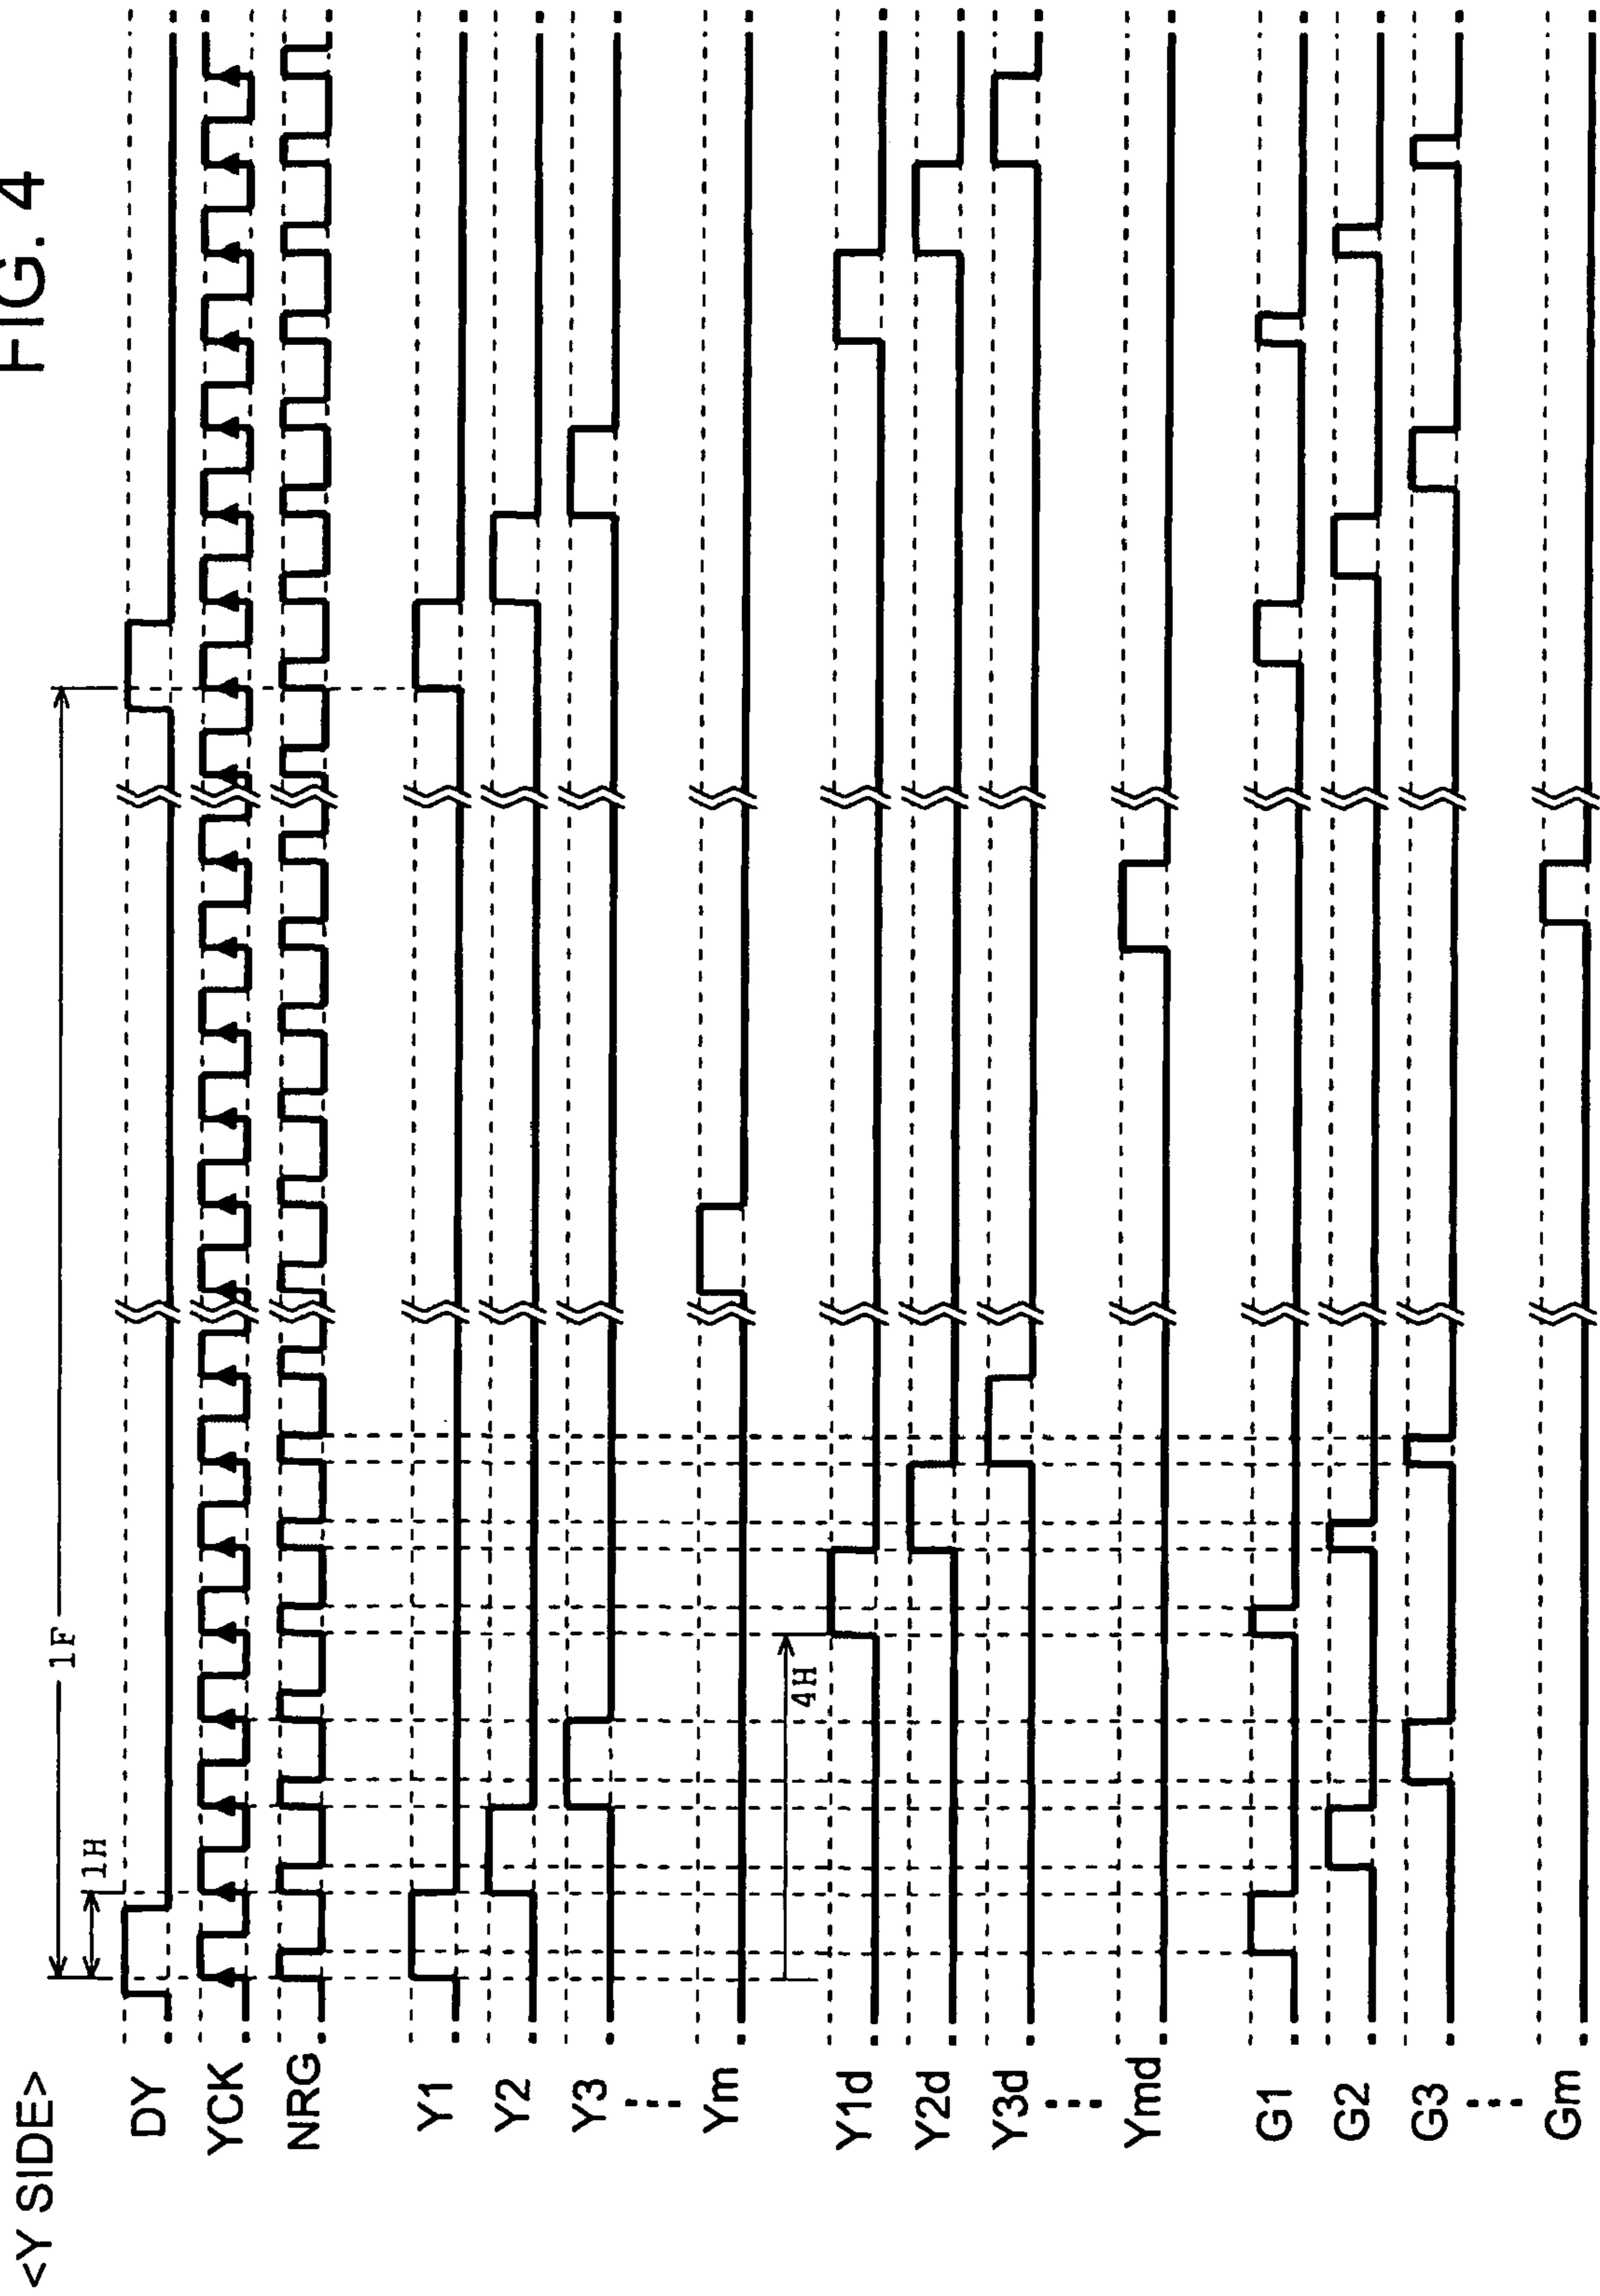 FIG. 4
<Y SIDE>
1F
1H
DY
YCK
NRG
Y1
Y2
Y3
Ym
4H
Y1d
Y2d
Y3d
Ymd
G1
G2
G3
Gm